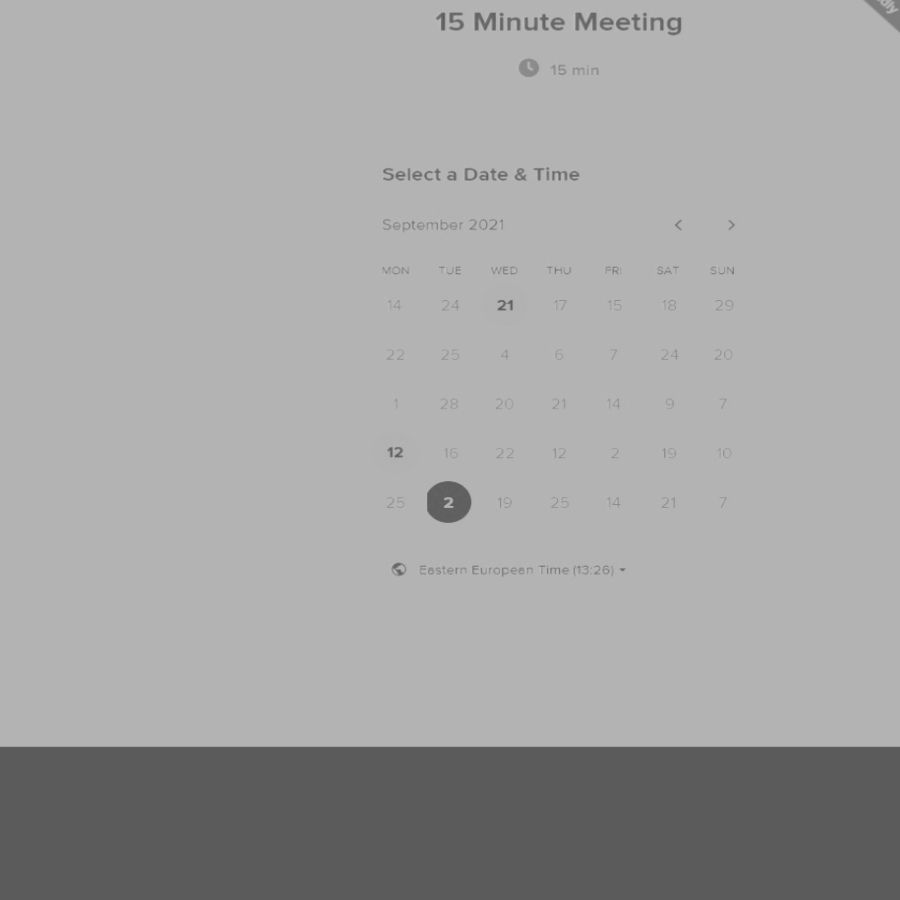 dly
15 Minute Meeting
15 min
Select a Date & Time
September 2021
MON TUE WED THU FRI SAT SUN
14 24 21 17 15 18 29
22 25 4 6 7 24 20
1 28 20 21 14 9 7
12 16 22 12 2 19 10
25 2 19 25 14 21 7
Eastern European Time (13:26)